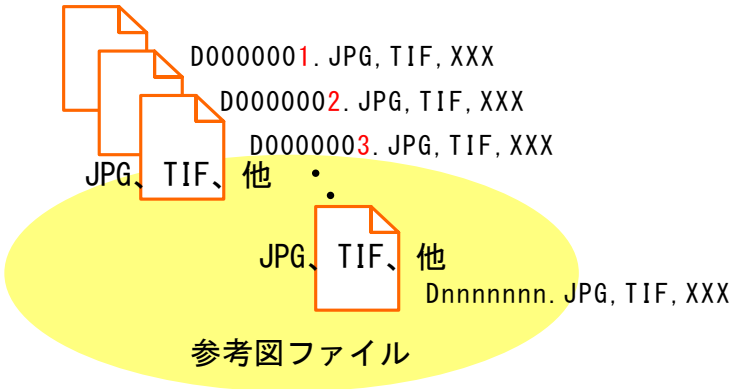 D0000001.JPG,TIF,XXX
D0000002.JPG,TIF,XXX
D0000003.JPG,TIF,XXX
JPG、TIF、他
JPG、TIF、他
Dnnnnnnn.JPG,TIF,XXX
参考図ファイル